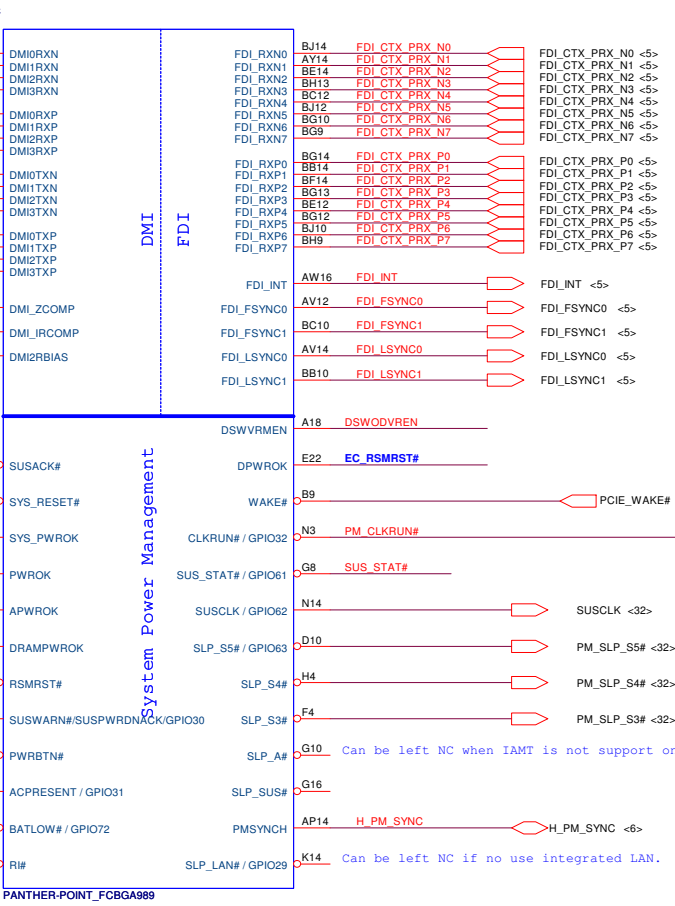 DMI0RXN FDI_RXN0 BJ14 FDI_CTX_PRX_N0 FDI_CTX_PRX_N0 <5>
DMI1RXN FDI_RXN1 AY14 FDI_CTX_PRX_N1 FDI_CTX_PRX_N1 <5>
DMI2RXN FDI_RXN2 BE14 FDI_CTX_PRX_N2 FDI_CTX_PRX_N2 <5>
DMI3RXN FDI_RXN3 BH13 FDI_CTX_PRX_N3 FDI_CTX_PRX_N3 <5>
FDI_RXN4 BC12 FDI_CTX_PRX_N4 FDI_CTX_PRX_N4 <5>
DMI0RXP FDI_RXN5 BJ12 FDI_CTX_PRX_N5 FDI_CTX_PRX_N5 <5>
DMI1RXP FDI_RXN6 BG10 FDI_CTX_PRX_N6 FDI_CTX_PRX_N6 <5>
DMI2RXP FDI_RXN7 BG9 FDI_CTX_PRX_N7 FDI_CTX_PRX_N7 <5>
DMI3RXP
FDI_RXP0 BG14 FDI_CTX_PRX_P0 FDI_CTX_PRX_P0 <5>
DMI0TXN FDI_RXP1 BB14 FDI_CTX_PRX_P1 FDI_CTX_PRX_P1 <5>
DMI1TXN FDI_RXP2 BF14 FDI_CTX_PRX_P2 FDI_CTX_PRX_P2 <5>
DMI2TXN FDI_RXP3 BG13 FDI_CTX_PRX_P3 FDI_CTX_PRX_P3 <5>
DMI3TXN FDI_RXP4 BE12 FDI_CTX_PRX_P4 FDI_CTX_PRX_P4 <5>
FDI_RXP5 BG12 FDI_CTX_PRX_P5 FDI_CTX_PRX_P5 <5>
DMI0TXP FDI_RXP6 BJ10 FDI_CTX_PRX_P6 FDI_CTX_PRX_P6 <5>
DMI1TXP FDI_RXP7 BH9 FDI_CTX_PRX_P7 FDI_CTX_PRX_P7 <5>
DMI2TXP
DMI3TXP
DMI
FDI
FDI_INT AW16 FDI_INT FDI_INT <5>
DMI_ZCOMP FDI_FSYNC0 AV12 FDI_FSYNC0 FDI_FSYNC0 <5>
DMI_IRCOMP FDI_FSYNC1 BC10 FDI_FSYNC1 FDI_FSYNC1 <5>
DMI2RBIAS FDI_LSYNC0 AV14 FDI_LSYNC0 FDI_LSYNC0 <5>
FDI_LSYNC1 BB10 FDI_LSYNC1 FDI_LSYNC1 <5>
System Power Management
DSWVRMEN A18 DSWODVREN
SUSACK# DPWROK E22 EC_RSMRST#
SYS_RESET# WAKE# B9 PCIE_WAKE#
SYS_PWROK CLKRUN# / GPIO32 N3 PM_CLKRUN#
PWROK SUS_STAT# / GPIO61 G8 SUS_STAT#
APWROK SUSCLK / GPIO62 N14 SUSCLK <32>
DRAMPWROK SLP_S5# / GPIO63 D10 PM_SLP_S5# <32>
RSMRST# SLP_S4# H4 PM_SLP_S4# <32>
SUSWARN#/SUSPWRDNACK/GPIO30 SLP_S3# F4 PM_SLP_S3# <32>
PWRBTN# SLP_A# G10 Can be left NC when IAMT is not support on
ACPRESENT / GPIO31 SLP_SUS# G16
BATLOW# / GPIO72 PMSYNCH AP14 H_PM_SYNC H_PM_SYNC <6>
RI# SLP_LAN# / GPIO29 K14 Can be left NC if no use integrated LAN.
PANTHER-POINT_FCBGA989